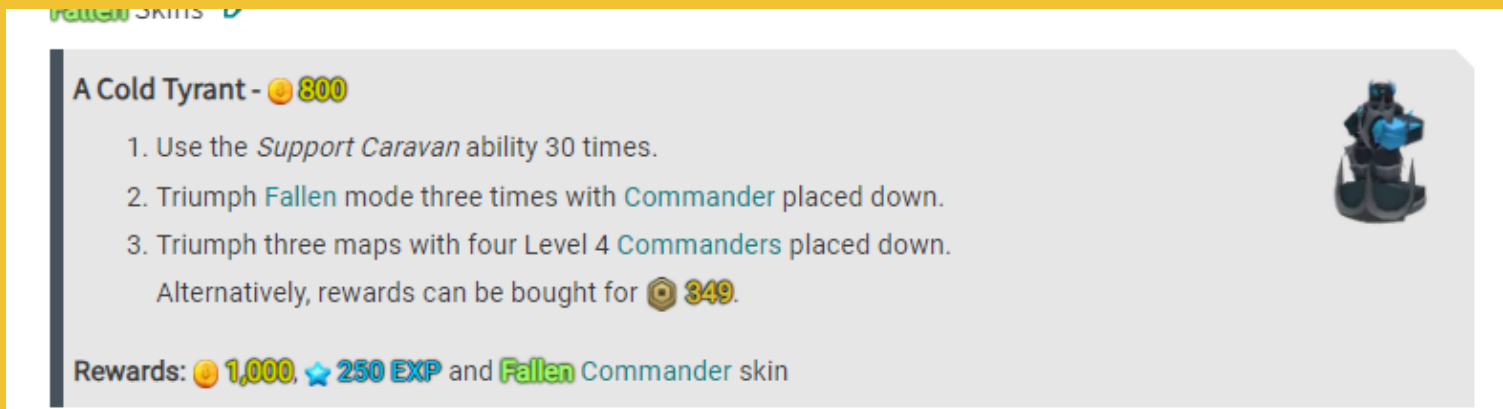 Fallen Skins
A Cold Tyrant - 800
1. Use the Support Caravan ability 30 times.
2. Triumph Fallen mode three times with Commander placed down.
3. Triumph three maps with four Level 4 Commanders placed down.
Alternatively, rewards can be bought for 349.
Rewards: 1,000, 250 EXP and Fallen Commander skin